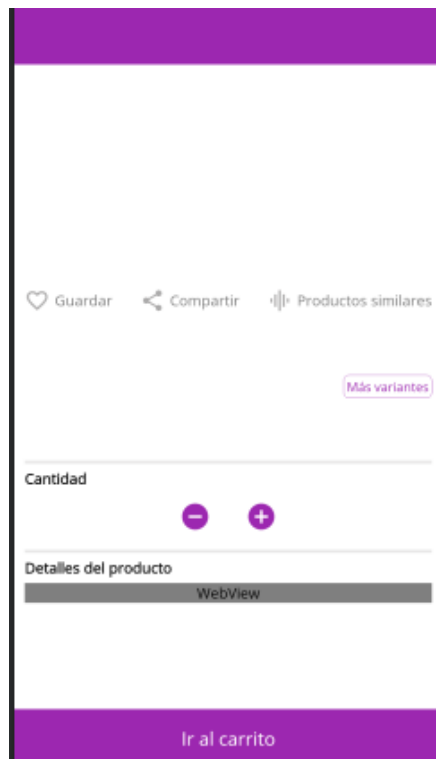 Guardar Compartir Productos similares
Más variantes
Cantidad
Detalles del producto
WebView
Ir al carrito